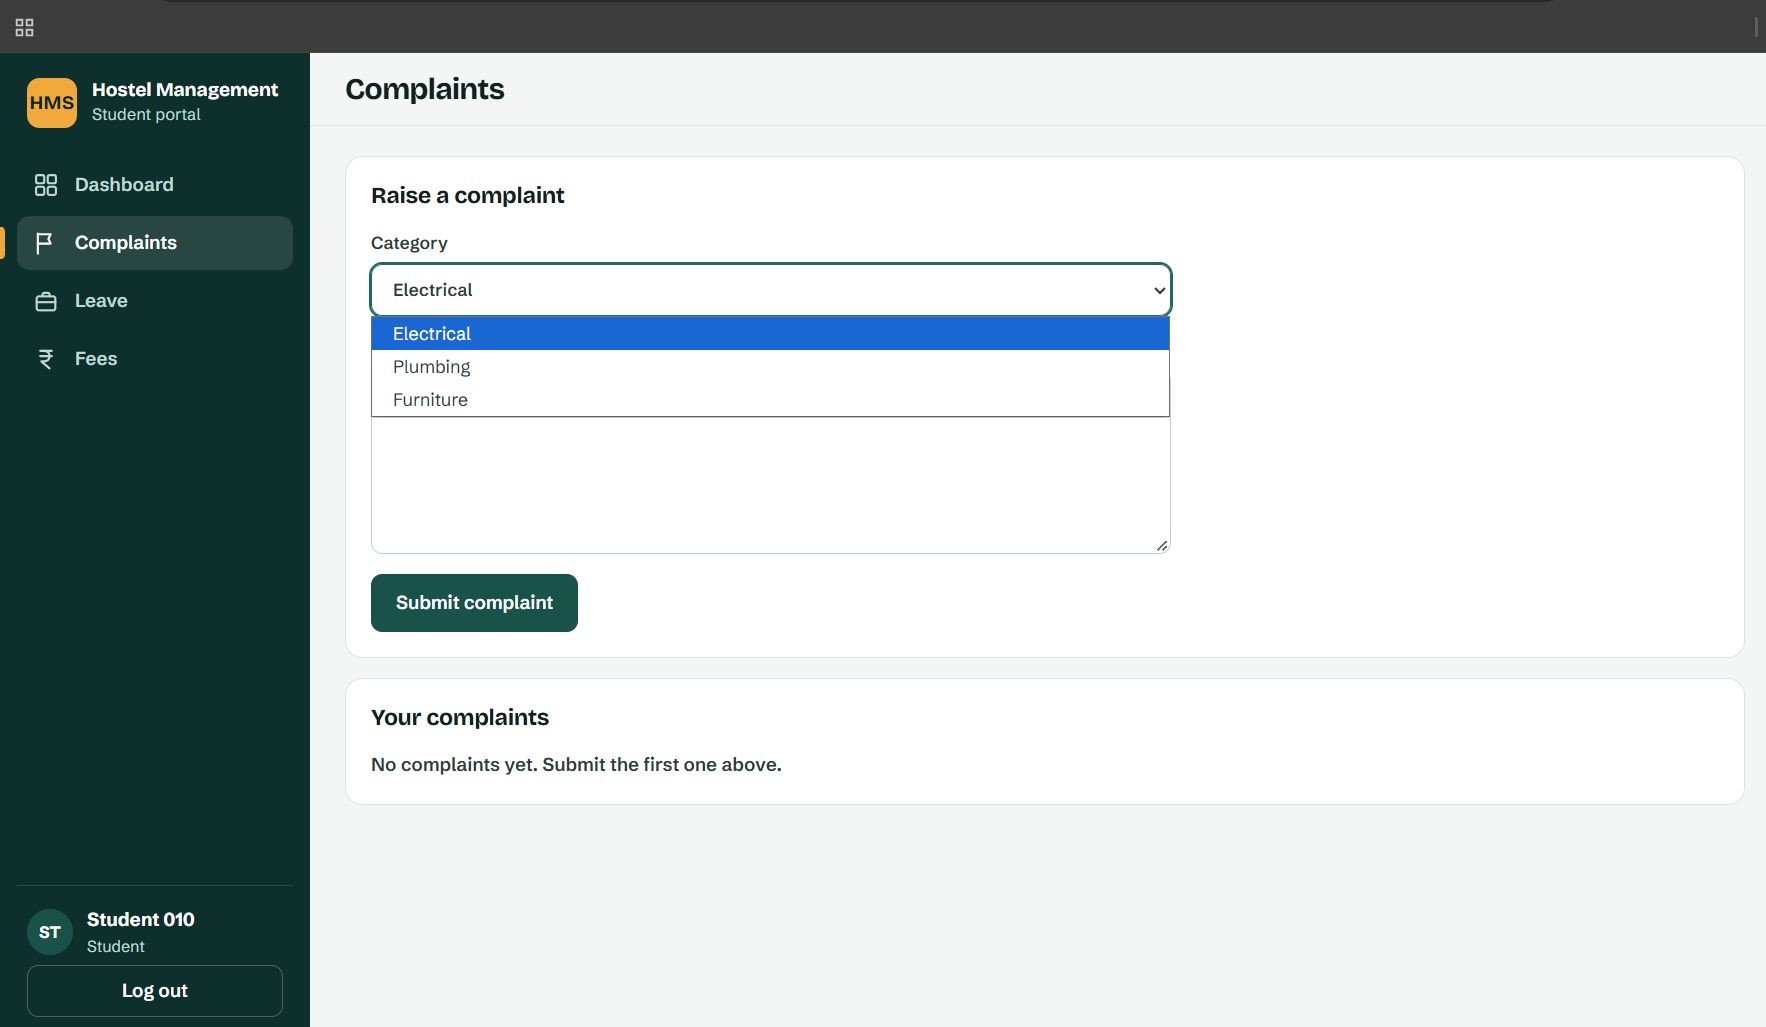 HMS
Hostel Management
Student portal
Dashboard
Complaints
Leave
Fees
Student 010
ST
Student
Log out
Complaints
Raise a complaint
Category
Electrical
Electrical
Plumbing
Furniture
Submit complaint
Your complaints
No complaints yet. Submit the first one above.